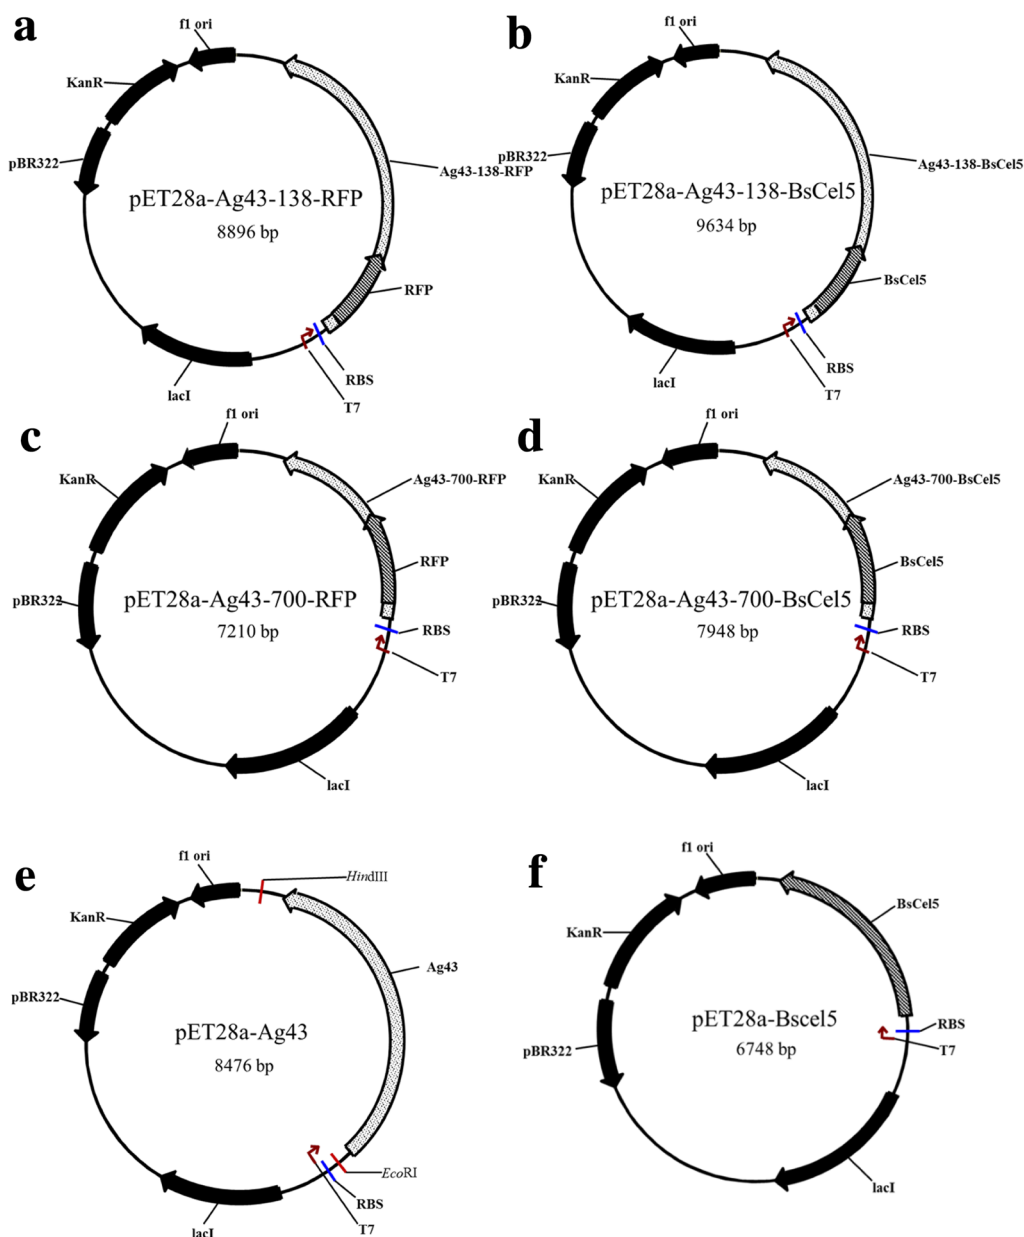 a
f1 ori
KanR
pBR322
Ag43-138-RFP
pET28a-Ag43-138-RFP
8896 bp
RFP
RBS
T7
lacI
b
f1 ori
KanR
pBR322
Ag43-138-BsCel5
pET28a-Ag43-138-BsCel5
9634 bp
BsCel5
RBS
T7
lacI
c
f1 ori
KanR
Ag43-700-RFP
RFP
pBR322
pET28a-Ag43-700-RFP
7210 bp
RBS
T7
lacI
d
f1 ori
KanR
Ag43-700-BsCel5
BsCel5
pBR322
pET28a-Ag43-700-BsCel5
7948 bp
RBS
T7
lacI
e
f1 ori
HindIII
KanR
Ag43
pBR322
pET28a-Ag43
8476 bp
EcoRI
RBS
T7
lacI
f
f1 ori
BsCel5
KanR
pET28a-Bscel5
6748 bp
RBS
T7
pBR322
lacI